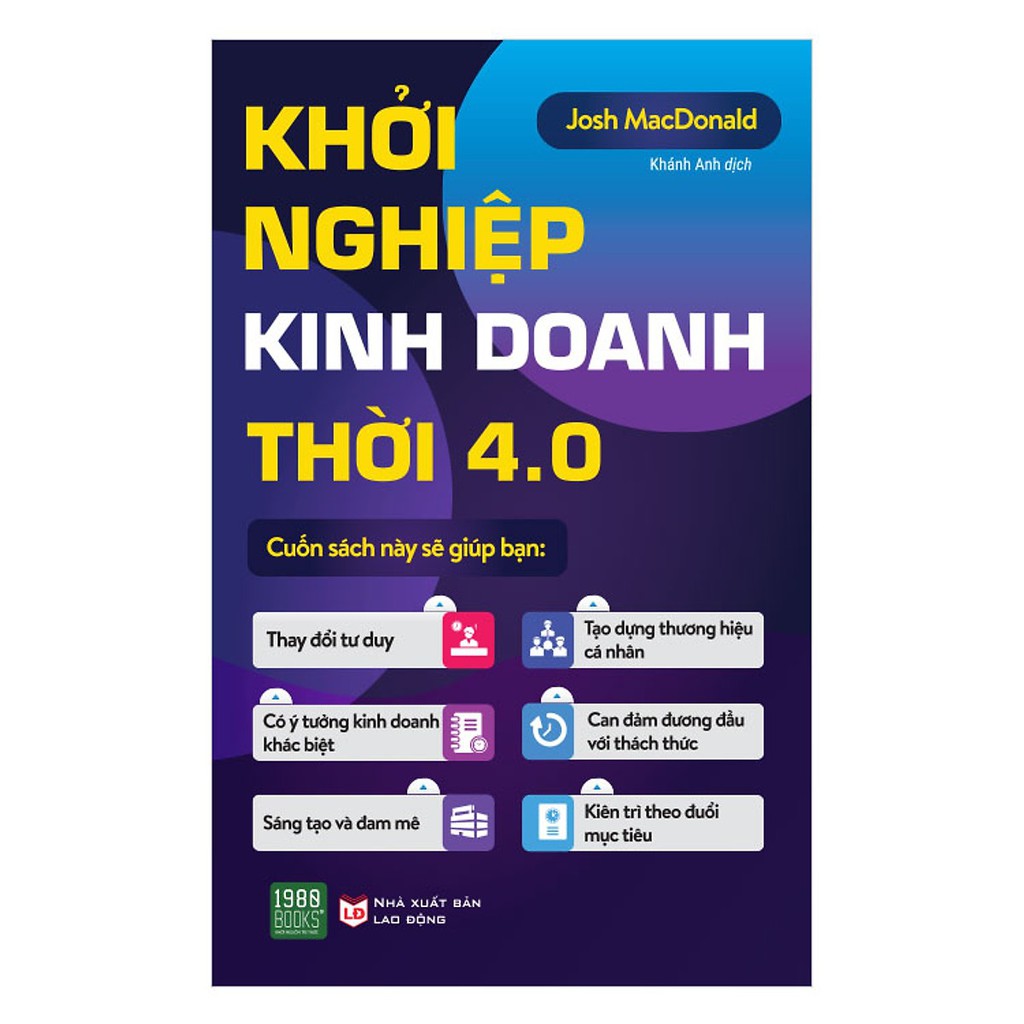 KHỞI
NGHIỆP
KINH DOANH
THỜI 4.0
Josh MacDonald
Khánh Anh dịch
Cuốn sách này sẽ giúp bạn:
Thay đổi tư duy
Tạo dựng thương hiệu
cá nhân
Có ý tưởng kinh doanh
khác biệt
Can đảm đương đầu
với thách thức
Sáng tạo và đam mê
Kiên trì theo đuổi
mục tiêu
1980
BOOKS
LĐ
NHÀ XUẤT BẢN
LAO ĐỘNG